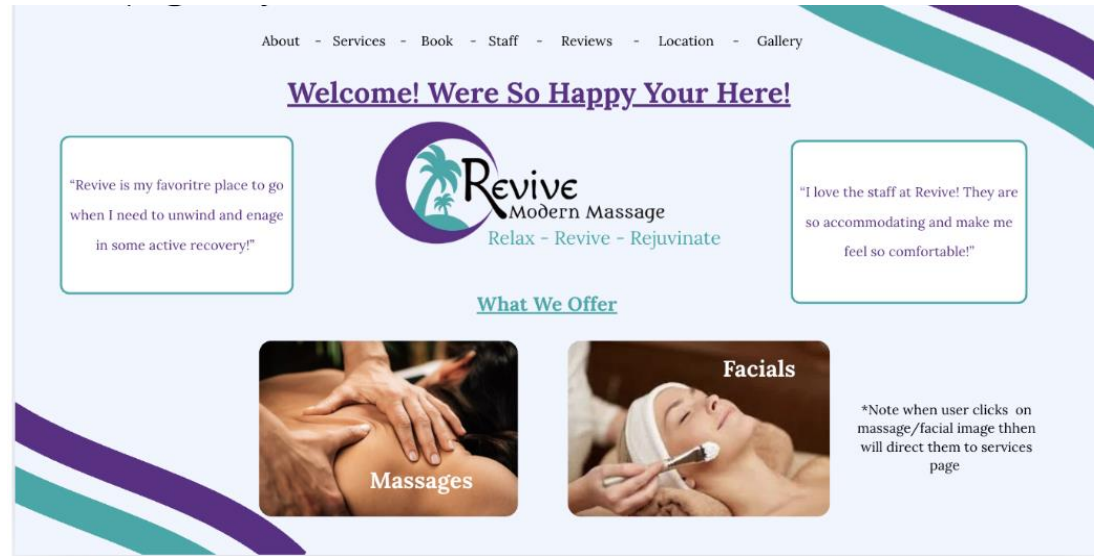 About - Services - Book - Staff - Reviews - Location - Gallery
Welcome! Were So Happy Your Here!
“Revive is my favoritre place to go
when I need to unwind and enage
in some active recovery!”
Revive
Modern Massage
Relax - Revive - Rejuvinate
“I love the staff at Revive! They are
so accommodating and make me
feel so comfortable!”
What We Offer
Massages
Facials
*Note when user clicks on
massage/facial image thhen
will direct them to services
page